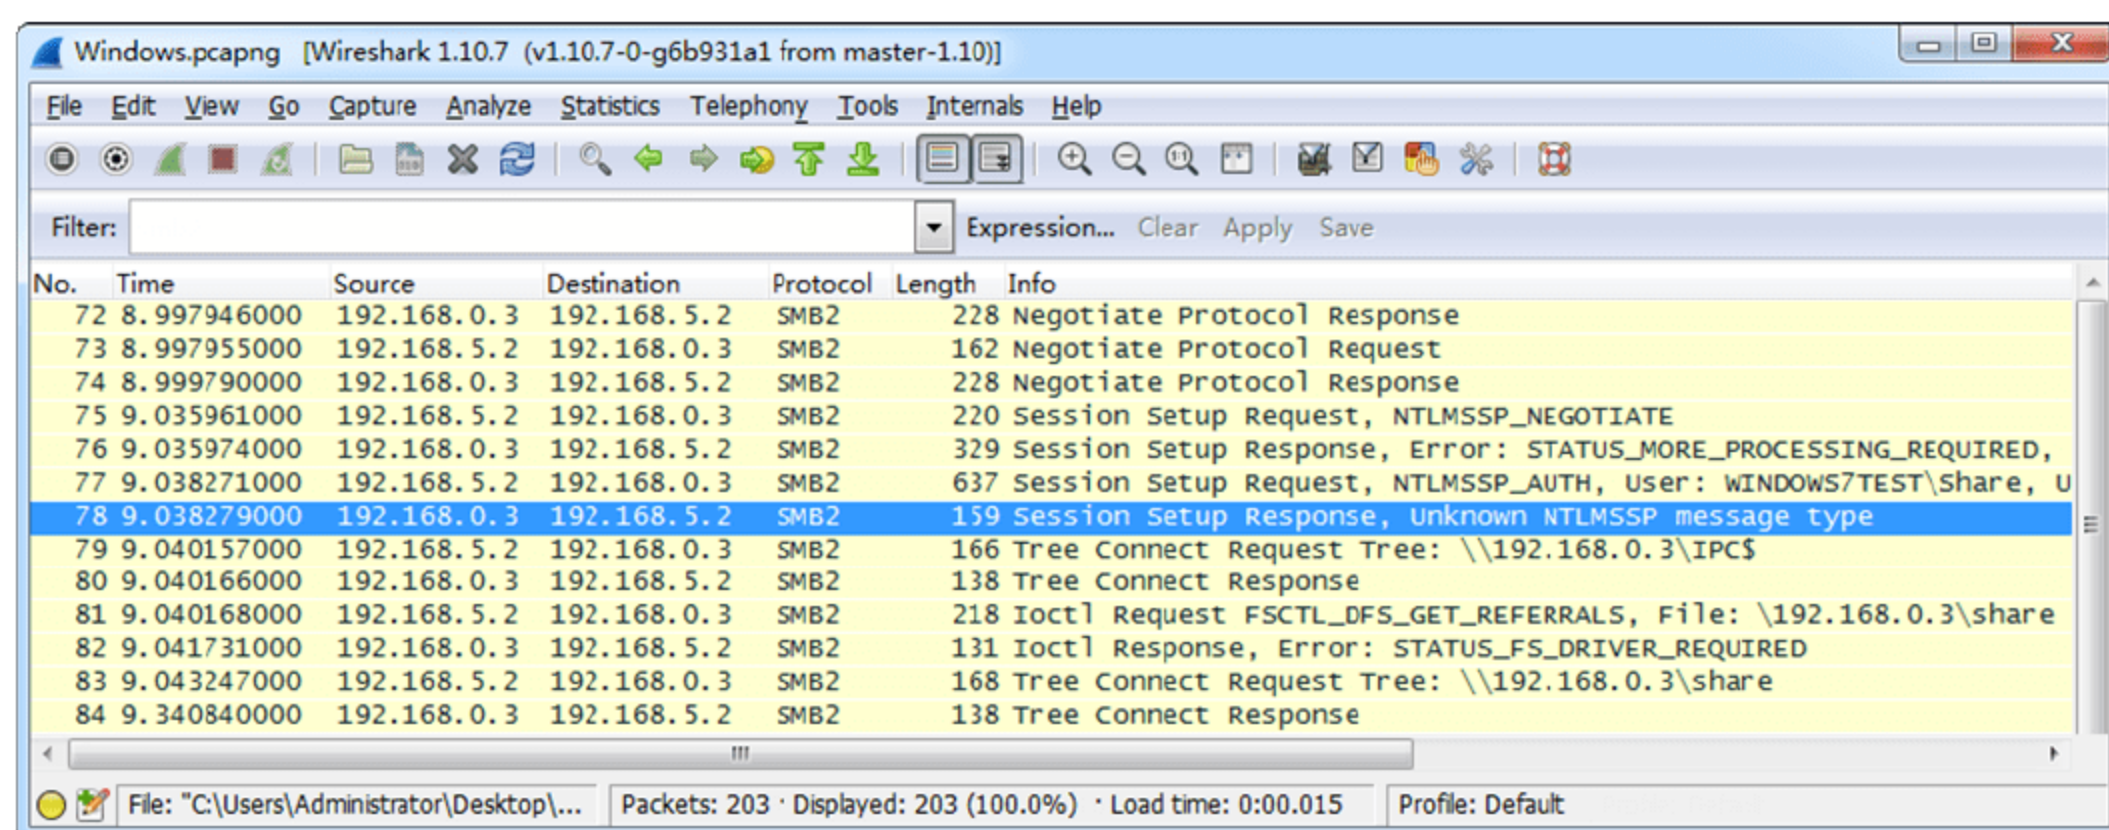 Windows.pcapng [Wireshark 1.10.7 (v1.10.7-0-g6b931a1 from master-1.10)]
File Edit View Go Capture Analyze Statistics Telephony Tools Internals Help
Filter: Expression... Clear Apply Save
No. Time Source Destination Protocol Length Info
72 8.997946000 192.168.0.3 192.168.5.2 SMB2 228 Negotiate Protocol Response
73 8.997955000 192.168.5.2 192.168.0.3 SMB2 162 Negotiate Protocol Request
74 8.999790000 192.168.0.3 192.168.5.2 SMB2 228 Negotiate Protocol Response
75 9.035961000 192.168.5.2 192.168.0.3 SMB2 220 Session Setup Request, NTLMSSP_NEGOTIATE
76 9.035974000 192.168.0.3 192.168.5.2 SMB2 329 Session Setup Response, Error: STATUS_MORE_PROCESSING_REQUIRED,
77 9.038271000 192.168.5.2 192.168.0.3 SMB2 637 Session Setup Request, NTLMSSP_AUTH, User: WINDOWS7TEST\Share, U
78 9.038279000 192.168.0.3 192.168.5.2 SMB2 159 Session Setup Response, Unknown NTLMSSP message type
79 9.040157000 192.168.5.2 192.168.0.3 SMB2 166 Tree Connect Request Tree: \\192.168.0.3\IPC$
80 9.040166000 192.168.0.3 192.168.5.2 SMB2 138 Tree Connect Response
81 9.040168000 192.168.5.2 192.168.0.3 SMB2 218 Ioctl Request FSCTL_DFS_GET_REFERRALS, File: \192.168.0.3\share
82 9.041731000 192.168.0.3 192.168.5.2 SMB2 131 Ioctl Response, Error: STATUS_FS_DRIVER_REQUIRED
83 9.043247000 192.168.5.2 192.168.0.3 SMB2 168 Tree Connect Request Tree: \\192.168.0.3\share
84 9.340840000 192.168.0.3 192.168.5.2 SMB2 138 Tree Connect Response
File: "C:\Users\Administrator\Desktop\... Packets: 203 · Displayed: 203 (100.0%) · Load time: 0:00.015 Profile: Default